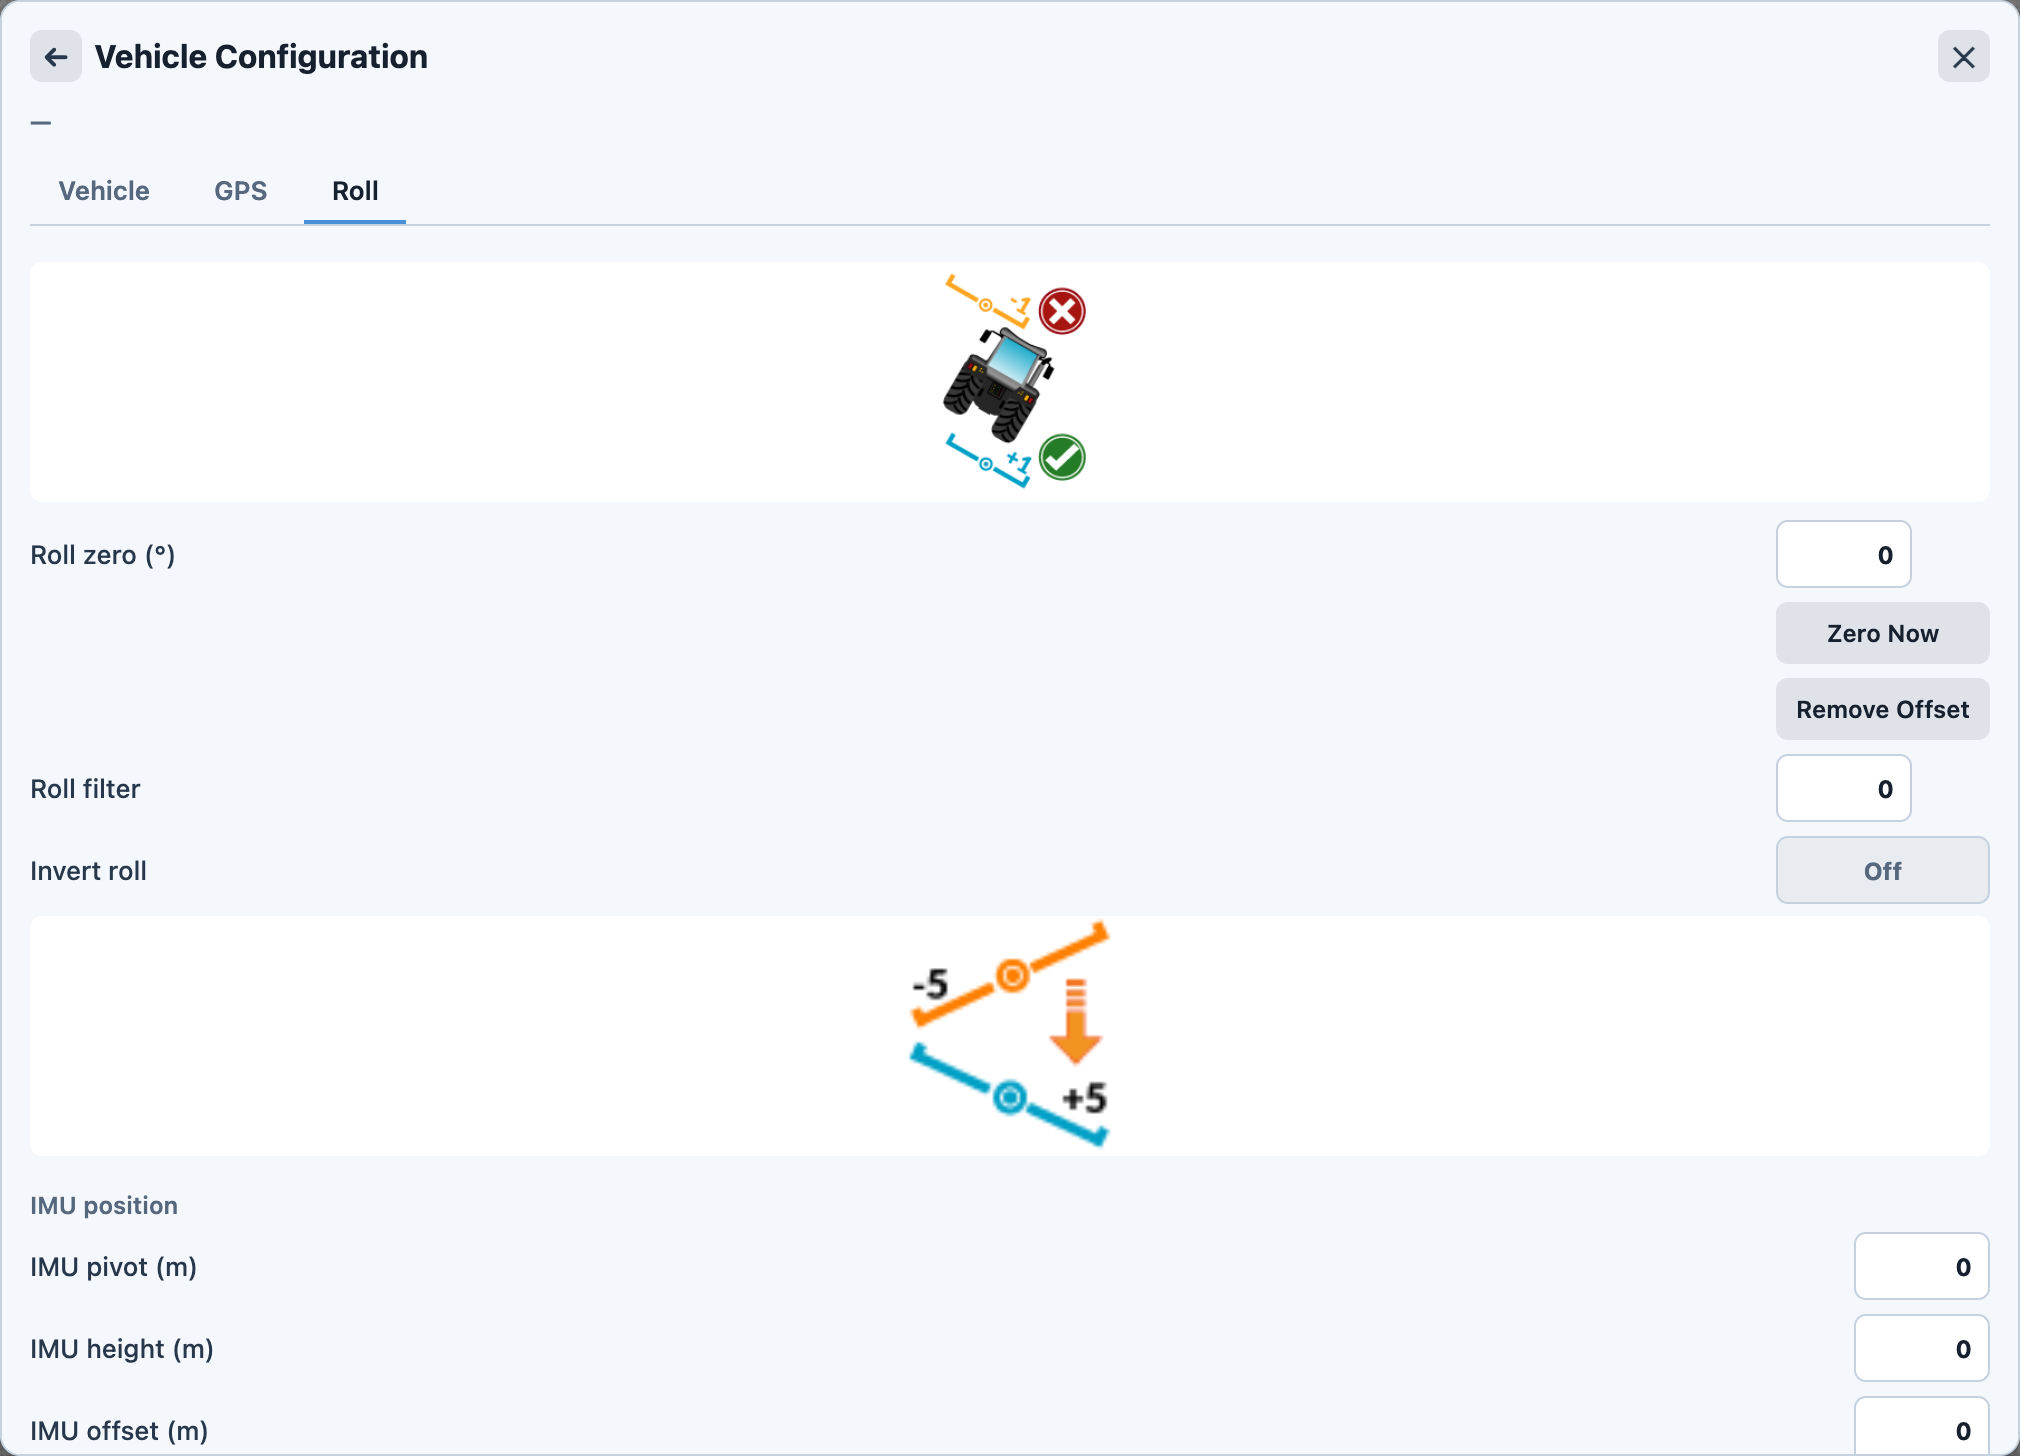 Vehicle Configuration
—
Vehicle GPS Roll
-1
+1
Roll zero (°) 0
Zero Now
Remove Offset
Roll filter 0
Invert roll Off
-5
+5
IMU position
IMU pivot (m) 0
IMU height (m) 0
IMU offset (m) 0